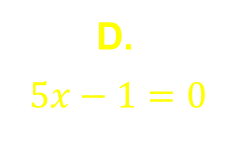 D.
5x − 1 = 0